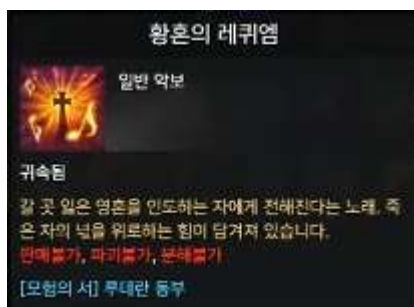 황혼의 레퀴엠
일반 악보
귀속됨
갈 곳 잃은 영혼을 인도하는 자에게 전해진다는 노래. 죽
은 자의 넋을 위로하는 힘이 담겨져 있습니다.
판매불가, 파괴불가, 분해불가
[모험의 서] 루테란 동부